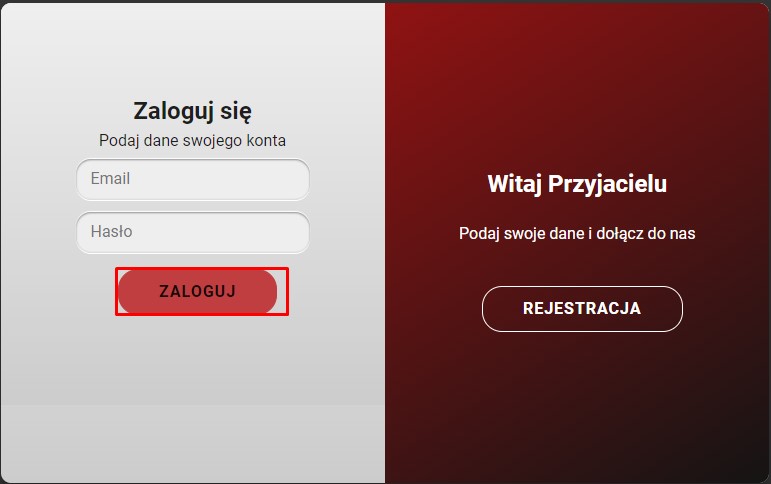 Zaloguj się
Podaj dane swojego konta
Email
Hasło
ZALOGUJ
Witaj Przyjacielu
Podaj swoje dane i dołącz do nas
REJESTRACJA